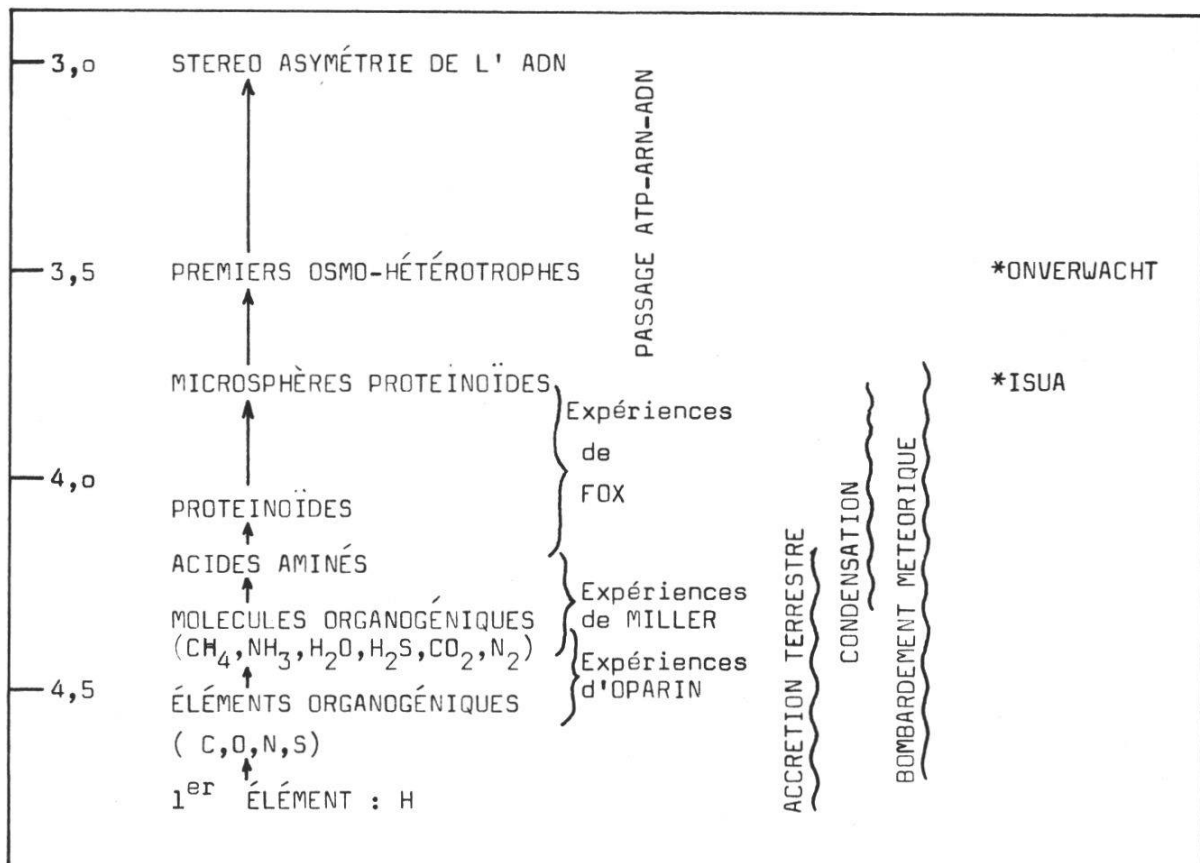 3,0 STEREO ASYMÉTRIE DE L' ADN
PASSAGE ATP-ARN-ADN
3,5 PREMIERS OSMO-HÉTÉROTROPHES *ONVERWACHT
MICROSPHÈRES PROTEINOÏDES *ISUA
Expériences
de
FOX
4,0
PROTEINOÏDES
ACIDES AMINÉS
MOLECULES ORGANOGÉNIQUES
(CH₄,NH₃,H₂O,H₂S,CO₂,N₂)
Expériences
de MILLER
Expériences
d'OPARIN
4,5
ÉLÉMENTS ORGANOGÉNIQUES
( C,O,N,S)
1er ÉLÉMENT : H
ACCRETION TERRESTRE
CONDENSATION
BOMBARDEMENT METEORIQUE